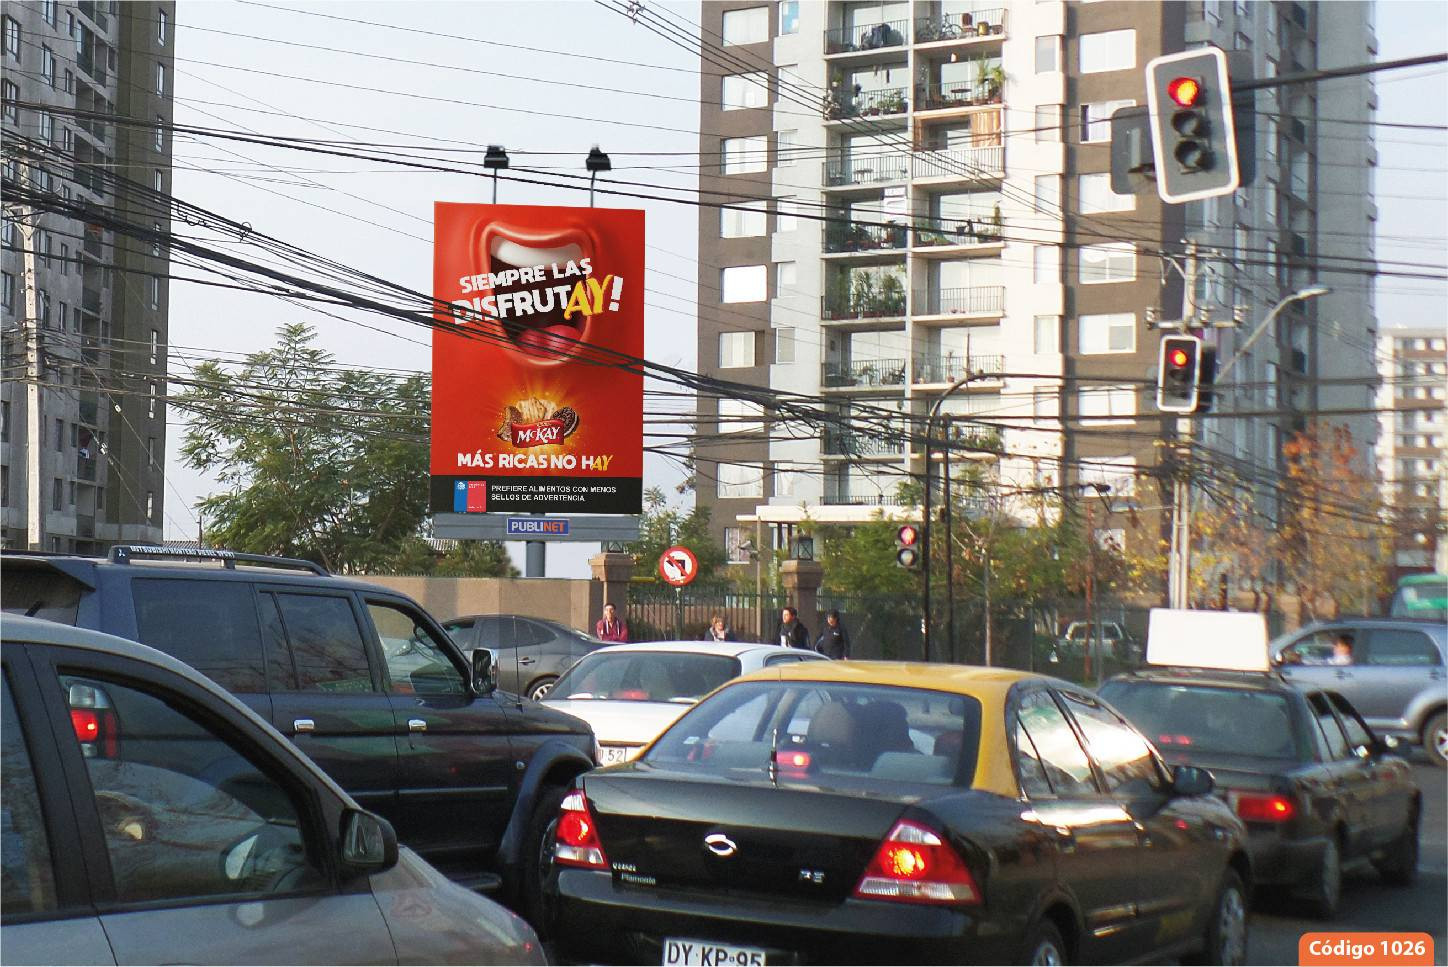 SIEMPRE LAS
DISFRUTAY!
McKAY
MÁS RICAS NO HAY
PREFIERE ALIMENTOS CON MENOS
SELLOS DE ADVERTENCIA
PUBLINET
DY KP 95
Código 1026